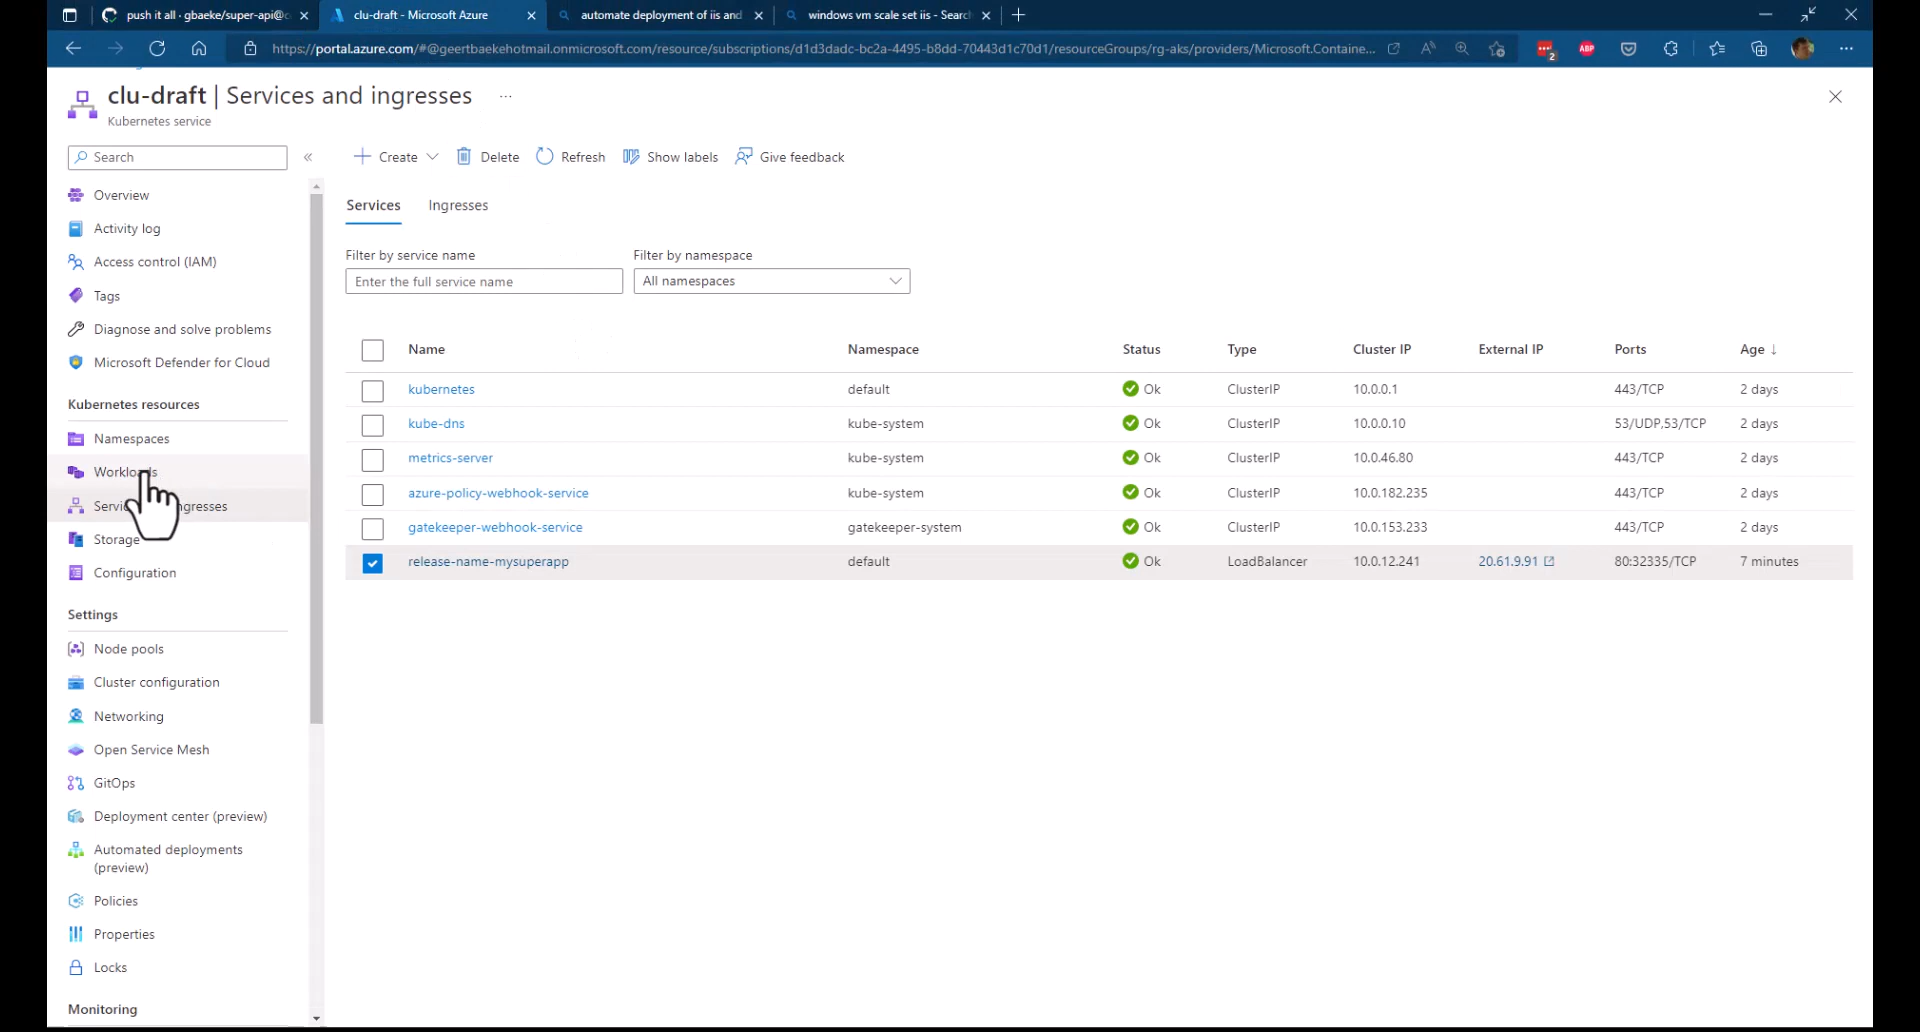 push it all · gbaeke/super-api@c
clu-draft - Microsoft Azure
automate deployment of iis and
windows vm scale set iis - Search
https://portal.azure.com/#@geertbaekehotmail.onmicrosoft.com/resource/subscriptions/d1d3dadc-bc2a-4495-b8dd-70443d1c70d1/resourceGroups/rg-aks/providers/Microsoft.Containe...
2
ABP
clu-draft | Services and ingresses ...
Kubernetes service
Search
Create
Delete
Refresh
Show labels
Give feedback
Overview
Activity log
Access control (IAM)
Tags
Diagnose and solve problems
Microsoft Defender for Cloud
Kubernetes resources
Namespaces
Workloads
Services ingresses
Storage
Configuration
Settings
Node pools
Cluster configuration
Networking
Open Service Mesh
GitOps
Deployment center (preview)
Automated deployments
(preview)
Policies
Properties
Locks
Monitoring
Services Ingresses
Filter by service name Filter by namespace
Enter the full service name All namespaces
Name Namespace Status Type Cluster IP External IP Ports Age ↓
kubernetes default Ok ClusterIP 10.0.0.1 443/TCP 2 days
kube-dns kube-system Ok ClusterIP 10.0.0.10 53/UDP,53/TCP 2 days
metrics-server kube-system Ok ClusterIP 10.0.46.80 443/TCP 2 days
azure-policy-webhook-service kube-system Ok ClusterIP 10.0.182.235 443/TCP 2 days
gatekeeper-webhook-service gatekeeper-system Ok ClusterIP 10.0.153.233 443/TCP 2 days
release-name-mysuperapp default Ok LoadBalancer 10.0.12.241 20.61.9.91 80:32335/TCP 7 minutes